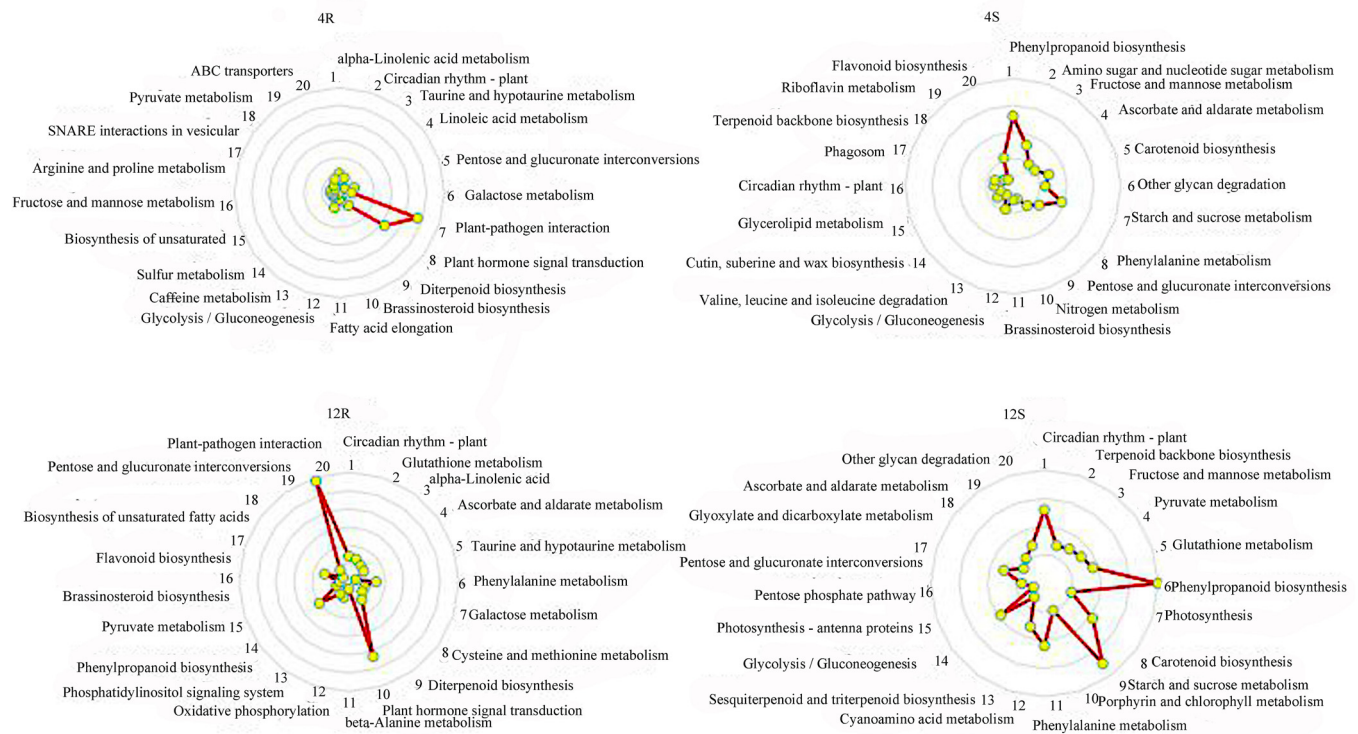 4R
alpha-Linolenic acid metabolism
ABC transporters 20 1 2 Circadian rhythm - plant
Pyruvate metabolism 19 3 Taurine and hypotaurine metabolism
18 4 Linoleic acid metabolism
SNARE interactions in vesicular
17 5 Pentose and glucuronate interconversions
Arginine and proline metabolism
Fructose and mannose metabolism 16 6 Galactose metabolism
Biosynthesis of unsaturated 15 7 Plant-pathogen interaction
Sulfur metabolism 14 8 Plant hormone signal transduction
Caffeine metabolism 13 12 11 10 9 Diterpenoid biosynthesis
Glycolysis / Gluconeogenesis Brassinosteroid biosynthesis
Fatty acid elongation
4S
Phenylpropanoid biosynthesis
Flavonoid biosynthesis 20 1 2 Amino sugar and nucleotide sugar metabolism
Riboflavin metabolism 19 3 Fructose and mannose metabolism
Terpenoid backbone biosynthesis 18 4 Ascorbate and aldarate metabolism
Phagosom 17 5 Carotenoid biosynthesis
Circadian rhythm - plant 16 6 Other glycan degradation
Glycerolipid metabolism 15 7 Starch and sucrose metabolism
Cutin, suberine and wax biosynthesis 14 8 Phenylalanine metabolism
Valine, leucine and isoleucine degradation 13 9 Pentose and glucuronate interconversions
Glycolysis / Gluconeogenesis 12 11 10 Nitrogen metabolism
Brassinosteroid biosynthesis
12R
Plant-pathogen interaction Circadian rhythm - plant
Pentose and glucuronate interconversions 20 1 Glutathione metabolism
19 2 3 alpha-Linolenic acid
18 4 Ascorbate and aldarate metabolism
Biosynthesis of unsaturated fatty acids
17 5 Taurine and hypotaurine metabolism
Flavonoid biosynthesis
16 6 Phenylalanine metabolism
Brassinosteroid biosynthesis
Pyruvate metabolism 15 7 Galactose metabolism
Phenylpropanoid biosynthesis 14 8 Cysteine and methionine metabolism
Phosphatidylinositol signaling system 13 9 Diterpenoid biosynthesis
Oxidative phosphorylation 12 11 10 Plant hormone signal transduction
beta-Alanine metabolism
12S
Circadian rhythm - plant
Other glycan degradation 20 1 Terpenoid backbone biosynthesis
Ascorbate and aldarate metabolism 19 2 Fructose and mannose metabolism
18 3 Pyruvate metabolism
Glyoxylate and dicarboxylate metabolism 4
17 5 Glutathione metabolism
Pentose and glucuronate interconversions
Pentose phosphate pathway 16 6 Phenylpropanoid biosynthesis
Photosynthesis - antenna proteins 15 7 Photosynthesis
Glycolysis / Gluconeogenesis 14 8 Carotenoid biosynthesis
9 Starch and sucrose metabolism
Sesquiterpenoid and triterpenoid biosynthesis 13 12 11 10 Porphyrin and chlorophyll metabolism
Cyanoamino acid metabolism
Phenylalanine metabolism